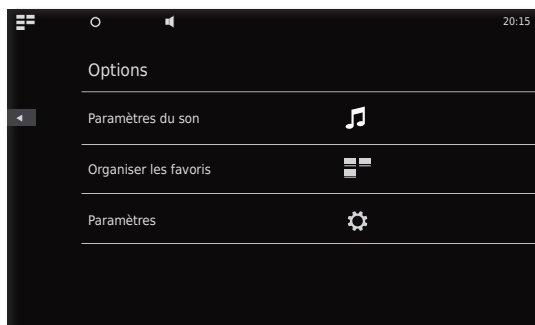 20:15
Options
Paramètres du son
Organiser les favoris
Paramètres